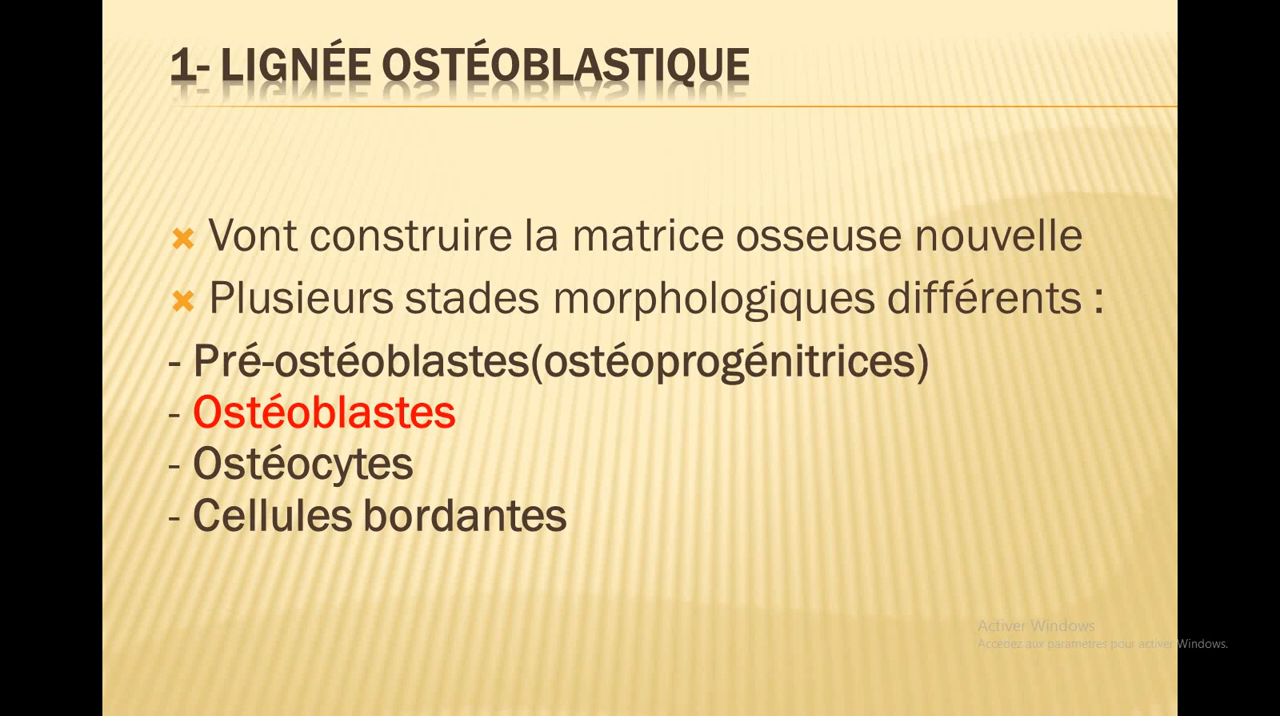 1- LIGNÉE OSTÉOBLASTIQUE
Vont construire la matrice osseuse nouvelle
Plusieurs stades morphologiques différents :
- Pré-ostéoblastes(ostéoprogénitrices)
- Ostéoblastes
- Ostéocytes
- Cellules bordantes
Activer Windows
Accédez aux paramètres pour activer Windows.